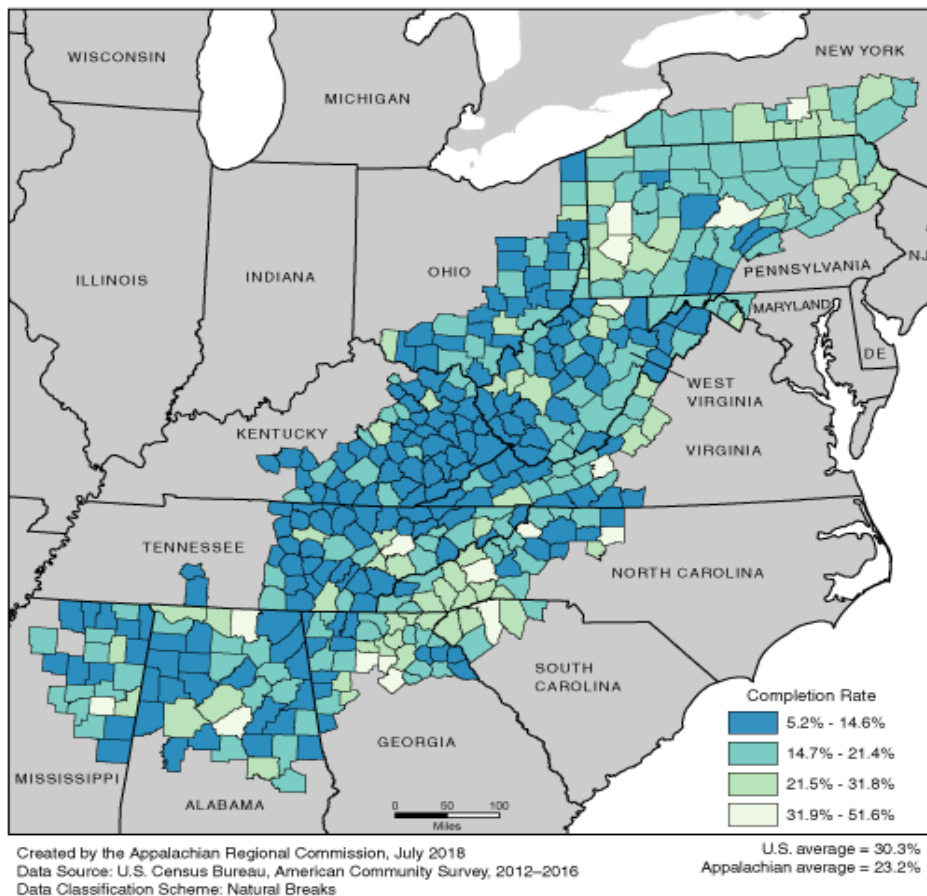 WISCONSIN
MICHIGAN
NEW YORK
ILLINOIS
INDIANA
OHIO
PENNSYLVANIA
NJ
MARYLAND
DE
WEST
VIRGINIA
KENTUCKY
VIRGINIA
TENNESSEE
NORTH CAROLINA
SOUTH
CAROLINA
GEORGIA
MISSISSIPPI
ALABAMA
Completion Rate
5.2% - 14.6%
14.7% - 21.4%
21.5% - 31.8%
31.9% - 51.6%
0 50 100
Miles
Created by the Appalachian Regional Commission, July 2018
Data Source: U.S. Census Bureau, American Community Survey, 2012–2016
Data Classification Scheme: Natural Breaks
U.S. average = 30.3%
Appalachian average = 23.2%